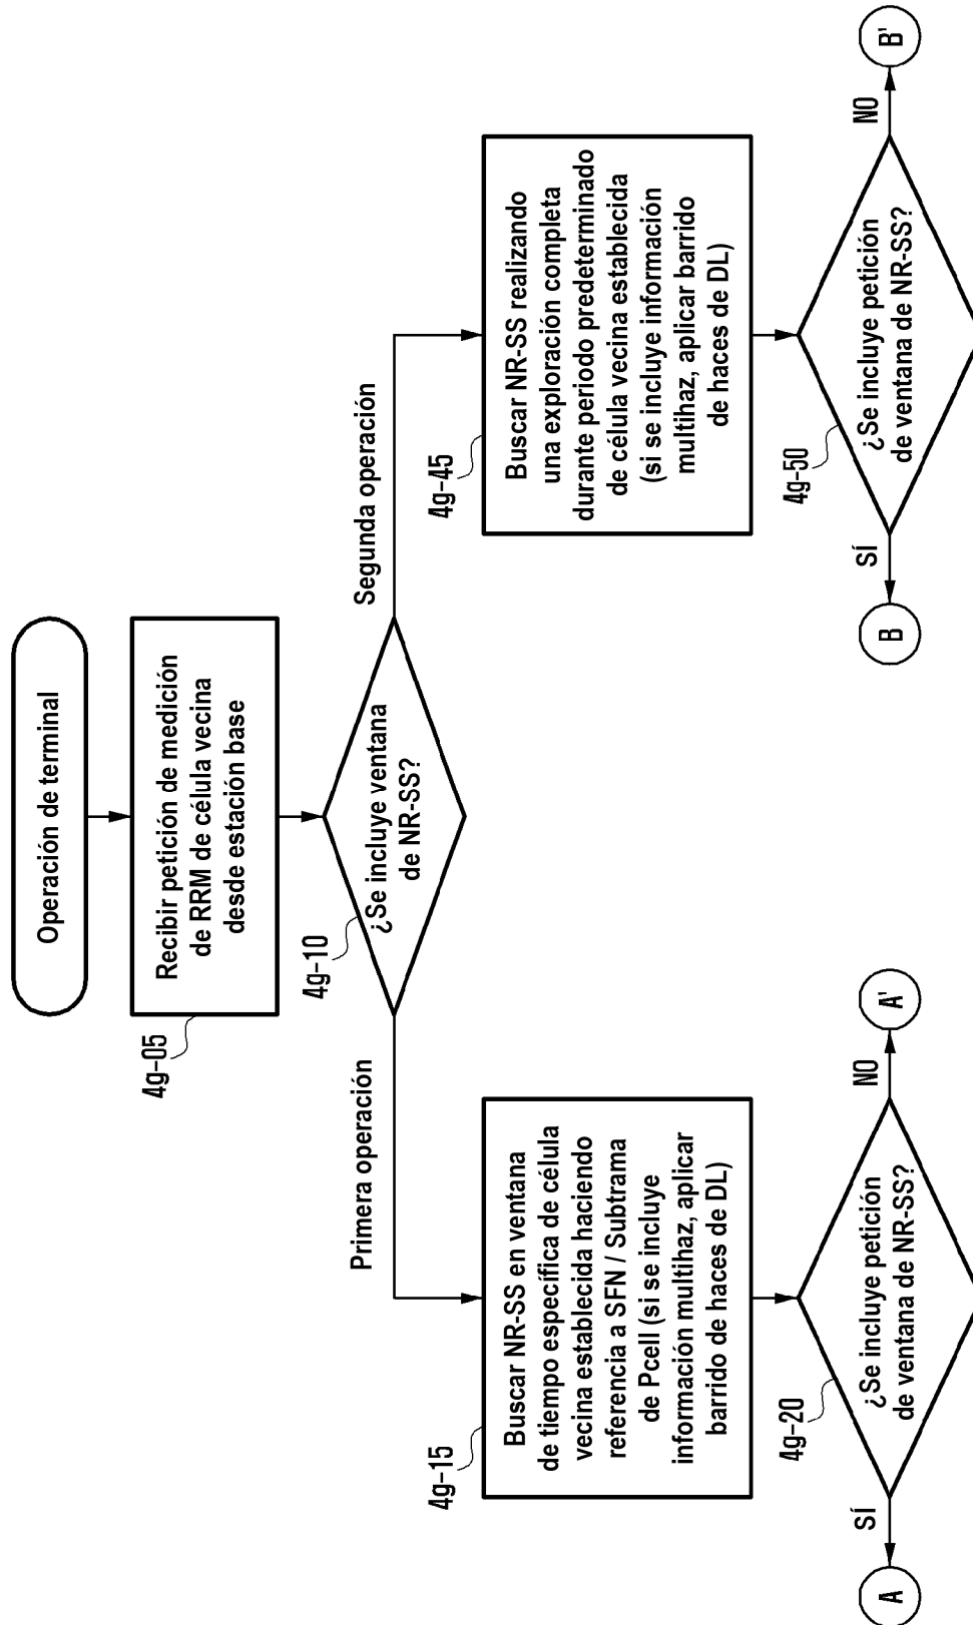 Operación de terminal
4g-05
Recibir petición de medición
de RRM de célula vecina
desde estación base
4g-10
¿Se incluye ventana
de NR-SS?
Primera operación
Segunda operación
4g-15
Buscar NR-SS en ventana
de tiempo específica de célula
vecina establecida haciendo
referencia a SFN / Subtrama
de Pcell (si se incluye
información multihaz, aplicar
barrido de haces de DL)
4g-45
Buscar NR-SS realizando
una exploración completa
durante periodo predeterminado
de célula vecina establecida
(si se incluye información
multihaz, aplicar barrido
de haces de DL)
4g-20
¿Se incluye petición
de ventana de NR-SS?
SÍ
NO
A
A'
4g-50
¿Se incluye petición
de ventana de NR-SS?
SÍ
NO
B
B'